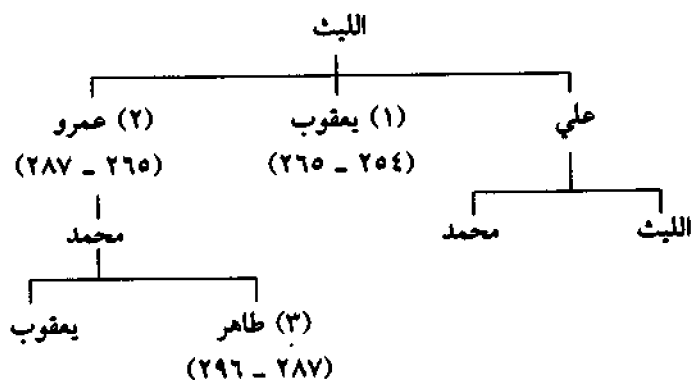 الليث
علي (١) يعقوب (٢) عمرو
(٢٥٤ ـ ٢٦٥) (٢٦٥ ـ ٢٨٧)
الليث محمد محمد
(٣) طاهر يعقوب
(٢٨٧ ـ ٢٩٦)